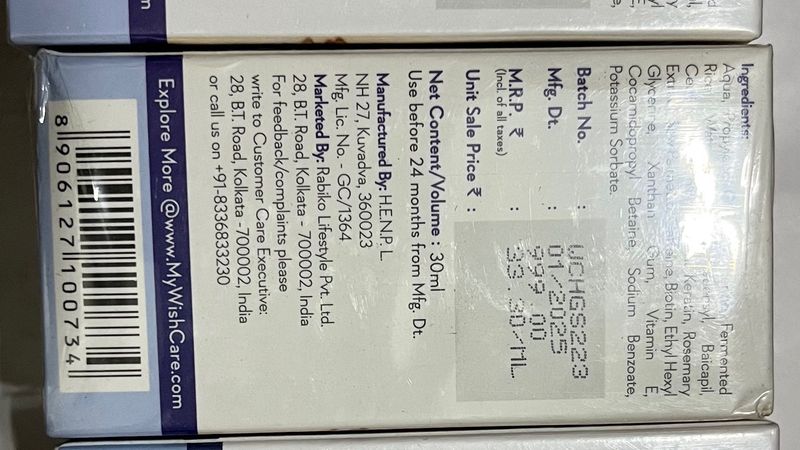 Ingredients:
Aqua, Fermented
Baicapil,
Keratin, Rosemary
Biotin, Ethyl Hexyl
Glycerine, Xanthan Gum, Vitamin E,
Cocamidopropyl Betaine, Sodium Benzoate,
Potassium Sorbate.
Batch No. : WCHGS223
Mfg. Dt. : 01/2025
M.R.P ₹ : 999.00
(Incl. of all taxes)
Unit Sale Price ₹ : 33.30/ML
Net Content/Volume : 30ml
Use before 24 months from Mfg. Dt.
Manufactured By: H.E.N.P.L
NH 27, Kuvadva, 360023
Mfg. Lic. No. - GC/1364
Marketed By: Rabiko Lifestyle Pvt. Ltd.
28, B.T. Road, Kolkata - 700002, India
For feedback/complaints please
write to Customer Care Executive:
28, B.T. Road, Kolkata -700002, India
or call us on +91-8336833230
Explore More @www.MyWishCare.com
8 906127 100734